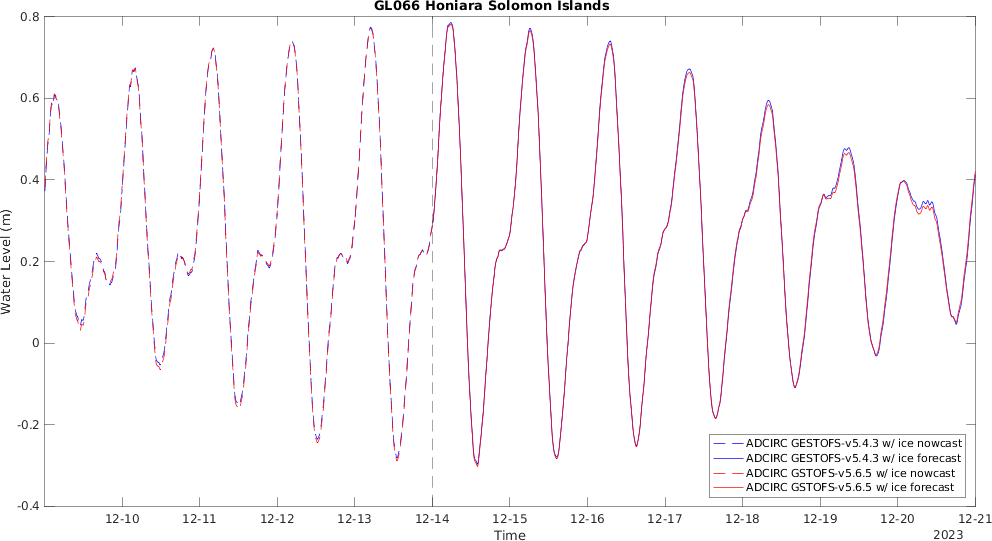 GL066 Honiara Solomon Islands
0.8
0.6
0.4
0.2
0
-0.2
-0.4
Water Level (m)
12-10 12-11 12-12 12-13 12-14 12-15 12-16 12-17 12-18 12-19 12-20 12-21
Time
2023
ADCIRC GESTOFS-v5.4.3 w/ ice nowcast
ADCIRC GESTOFS-v5.4.3 w/ ice forecast
ADCIRC GSTOFS-v5.6.5 w/ ice nowcast
ADCIRC GSTOFS-v5.6.5 w/ ice forecast